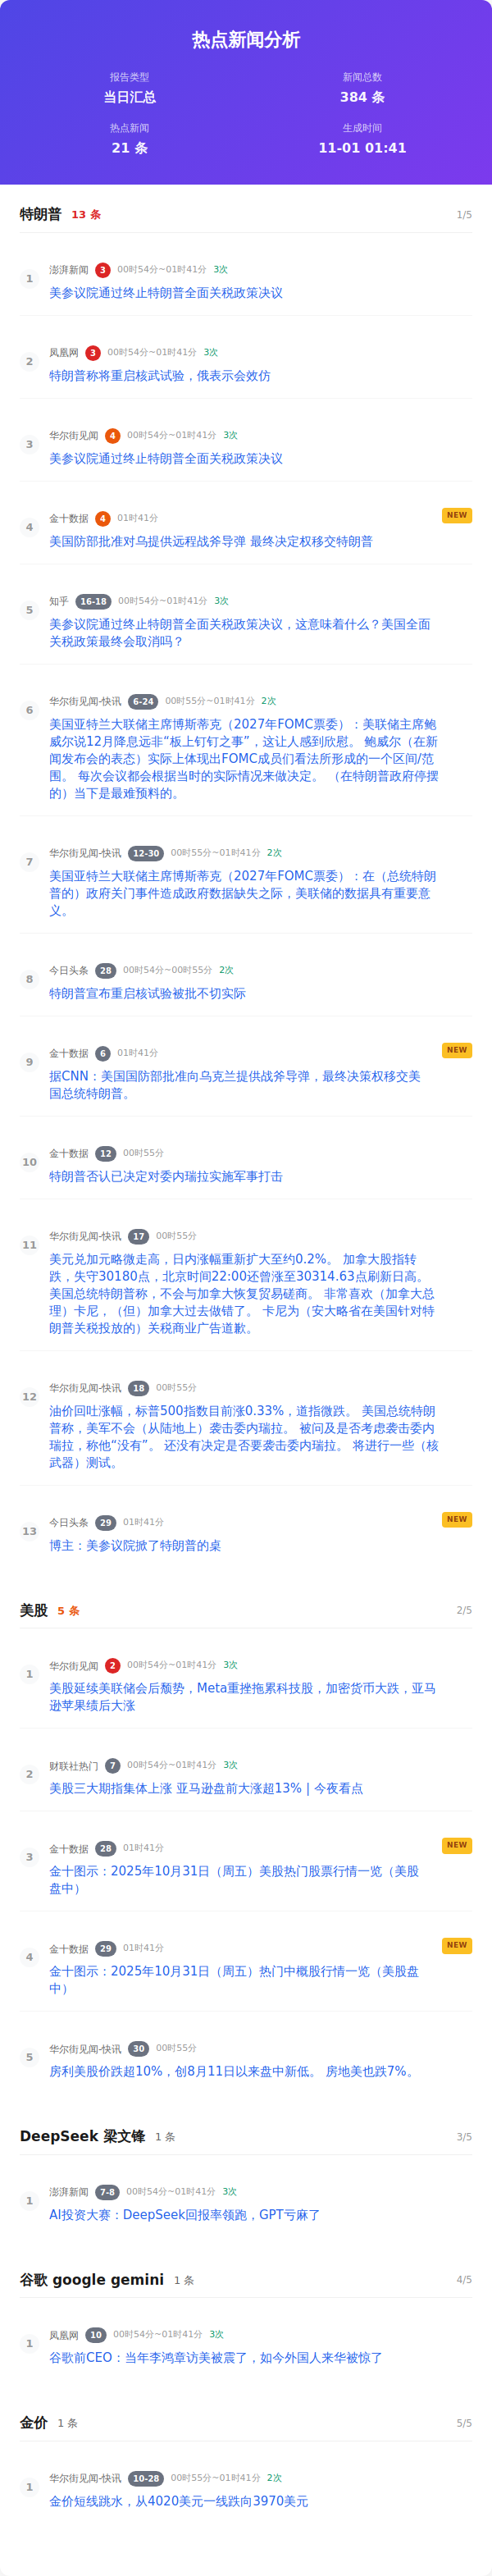 热点新闻分析
报告类型 新闻总数
当日汇总 384 条
热点新闻 生成时间
21 条 11-01 01:41
特朗普 13 条 1/5
1 澎湃新闻 3 00时54分~01时41分 3次
美参议院通过终止特朗普全面关税政策决议
2 凤凰网 3 00时54分~01时41分 3次
特朗普称将重启核武试验，俄表示会效仿
3 华尔街见闻 4 00时54分~01时41分 3次
美参议院通过终止特朗普全面关税政策决议
4 金十数据 4 01时41分 NEW
美国防部批准对乌提供远程战斧导弹 最终决定权移交特朗普
5 知乎 16-18 00时54分~01时41分 3次
美参议院通过终止特朗普全面关税政策决议，这意味着什么？美国全面
关税政策最终会取消吗？
6 华尔街见闻-快讯 6-24 00时55分~01时41分 2次
美国亚特兰大联储主席博斯蒂克（2027年FOMC票委）：美联储主席鲍
威尔说12月降息远非“板上钉钉之事”，这让人感到欣慰。 鲍威尔（在新
闻发布会的表态）实际上体现出FOMC成员们看法所形成的一个区间/范
围。 每次会议都会根据当时的实际情况来做决定。 （在特朗普政府停摆
的）当下是最难预料的。
7 华尔街见闻-快讯 12-30 00时55分~01时41分 2次
美国亚特兰大联储主席博斯蒂克（2027年FOMC票委）：在（总统特朗
普的）政府关门事件造成政府数据缺失之际，美联储的数据具有重要意
义。
8 今日头条 28 00时54分~00时55分 2次
特朗普宣布重启核试验被批不切实际
9 金十数据 6 01时41分 NEW
据CNN：美国国防部批准向乌克兰提供战斧导弹，最终决策权移交美
国总统特朗普。
10 金十数据 12 00时55分
特朗普否认已决定对委内瑞拉实施军事打击
11 华尔街见闻-快讯 17 00时55分
美元兑加元略微走高，日内涨幅重新扩大至约0.2%。 加拿大股指转
跌，失守30180点，北京时间22:00还曾涨至30314.63点刷新日高。
美国总统特朗普称，不会与加拿大恢复贸易磋商。 非常喜欢（加拿大总
理）卡尼，（但）加拿大过去做错了。 卡尼为（安大略省在美国针对特
朗普关税投放的）关税商业广告道歉。
12 华尔街见闻-快讯 18 00时55分
油价回吐涨幅，标普500指数目前涨0.33%，道指微跌。 美国总统特朗
普称，美军不会（从陆地上）袭击委内瑞拉。 被问及是否考虑袭击委内
瑞拉，称他“没有”。 还没有决定是否要袭击委内瑞拉。 将进行一些（核
武器）测试。
13 今日头条 29 01时41分 NEW
博主：美参议院掀了特朗普的桌
美股 5 条 2/5
1 华尔街见闻 2 00时54分~01时41分 3次
美股延续美联储会后颓势，Meta重挫拖累科技股，加密货币大跌，亚马
逊苹果绩后大涨
2 财联社热门 7 00时54分~01时41分 3次
美股三大期指集体上涨 亚马逊盘前大涨超13% | 今夜看点
3 金十数据 28 01时41分 NEW
金十图示：2025年10月31日（周五）美股热门股票行情一览（美股
盘中）
4 金十数据 29 01时41分 NEW
金十图示：2025年10月31日（周五）热门中概股行情一览（美股盘
中）
5 华尔街见闻-快讯 30 00时55分
房利美股价跌超10%，创8月11日以来盘中新低。 房地美也跌7%。
DeepSeek 梁文锋 1 条 3/5
1 澎湃新闻 7-8 00时54分~01时41分 3次
AI投资大赛：DeepSeek回报率领跑，GPT亏麻了
谷歌 google gemini 1 条 4/5
1 凤凰网 10 00时54分~01时41分 3次
谷歌前CEO：当年李鸿章访美被震了，如今外国人来华被惊了
金价 1 条 5/5
1 华尔街见闻-快讯 10-28 00时55分~01时41分 2次
金价短线跳水，从4020美元一线跌向3970美元